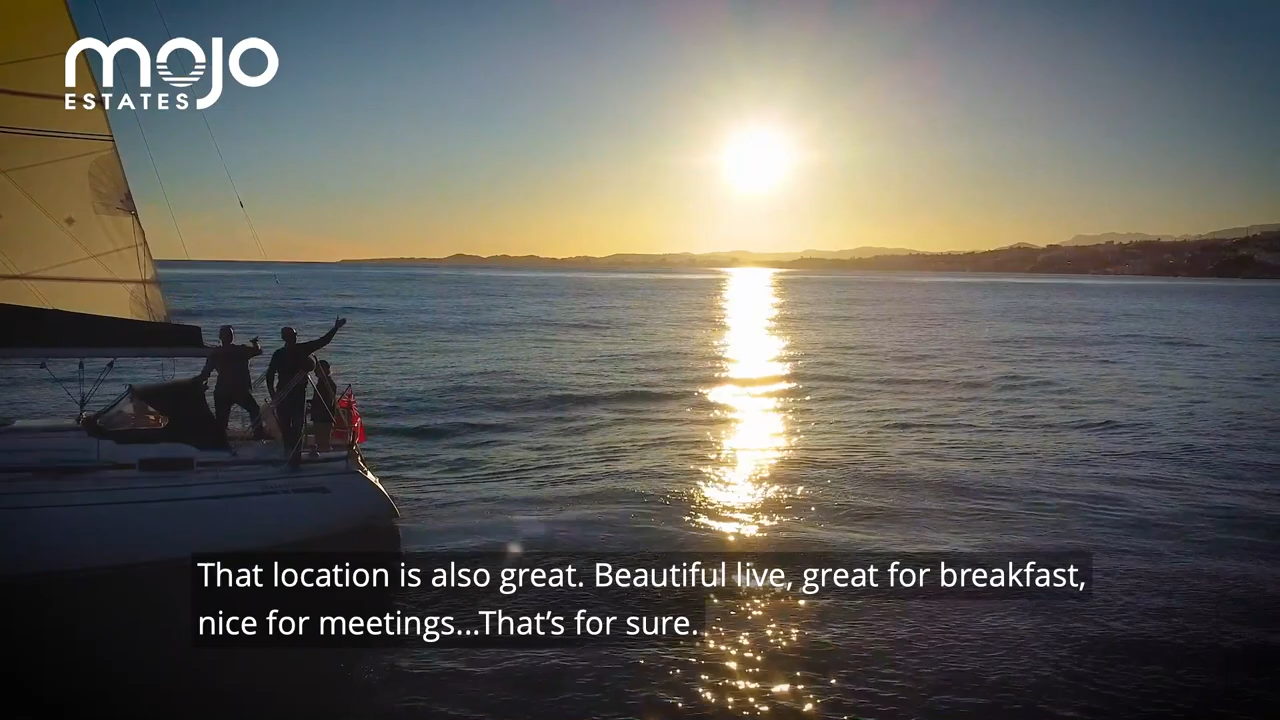 mojo
ESTATES
That location is also great. Beautiful live, great for breakfast,
nice for meetings...That’s for sure.